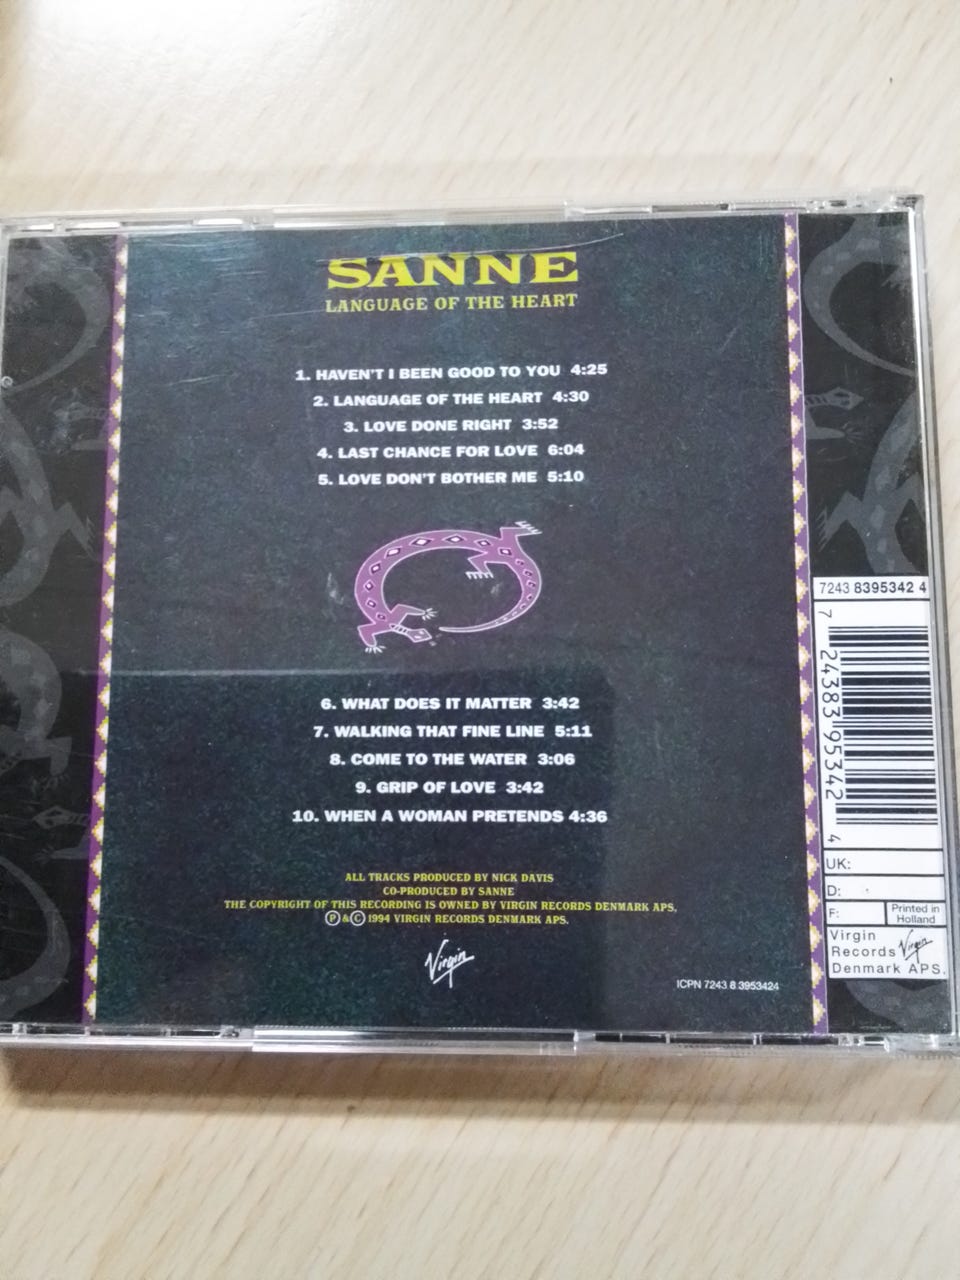 SANNE
LANGUAGE OF THE HEART
1. HAVEN'T I BEEN GOOD TO YOU 4:25
2. LANGUAGE OF THE HEART 4:30
3. LOVE DONE RIGHT 3:52
4. LAST CHANCE FOR LOVE 6:04
5. LOVE DON'T BOTHER ME 5:10
6. WHAT DOES IT MATTER 3:42
7. WALKING THAT FINE LINE 5:11
8. COME TO THE WATER 3:06
9. GRIP OF LOVE 3:42
10. WHEN A WOMAN PRETENDS 4:36
ALL TRACKS PRODUCED BY NICK DAVIS
CO-PRODUCED BY SANNE
THE COPYRIGHT OF THIS RECORDING IS OWNED BY VIRGIN RECORDS DENMARK APS.
Ⓟ & © 1994 VIRGIN RECORDS DENMARK APS.
Virgin
ICPN 7243 8 3953424
7243 8395342 4
7 24383 95342 4
UK:
D:
F:
Printed in
Holland
Virgin
Records Virgin
Denmark APS.